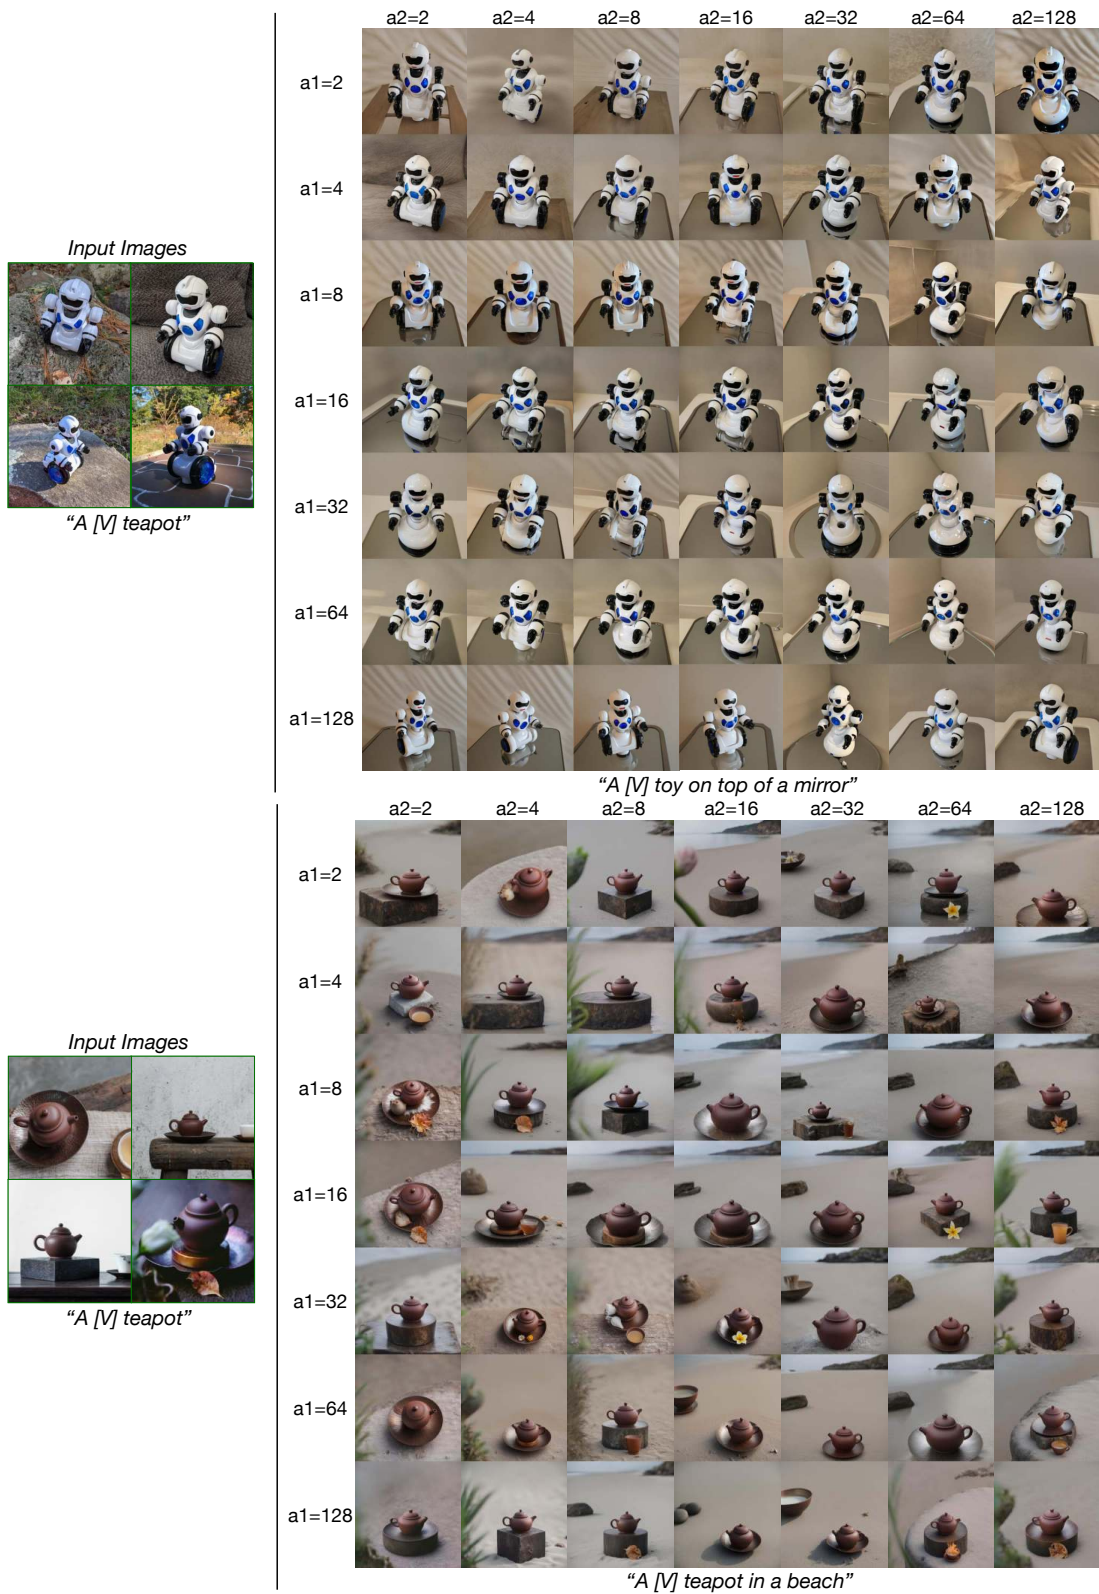 a2=2 a2=4 a2=8 a2=16 a2=32 a2=64 a2=128
a1=2
a1=4
Input Images
a1=8
a1=16
a1=32
“A [V] teapot”
a1=64
a1=128
“A [V] toy on top of a mirror”
a2=2 a2=4 a2=8 a2=16 a2=32 a2=64 a2=128
a1=2
a1=4
Input Images
a1=8
a1=16
a1=32
“A [V] teapot”
a1=64
a1=128
“A [V] teapot in a beach”